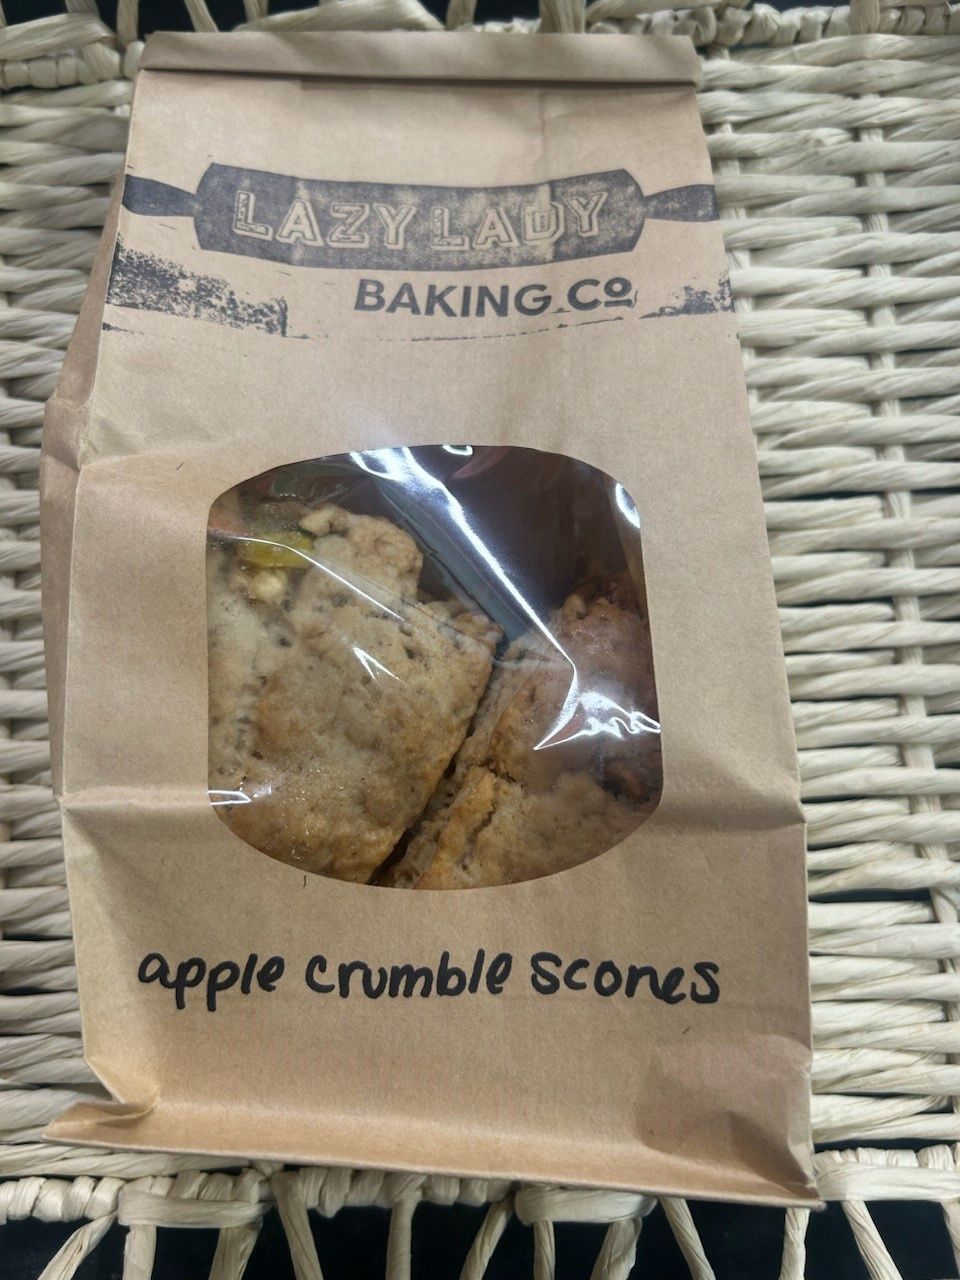 LAZY LADY
BAKING Co
apple crumble scones